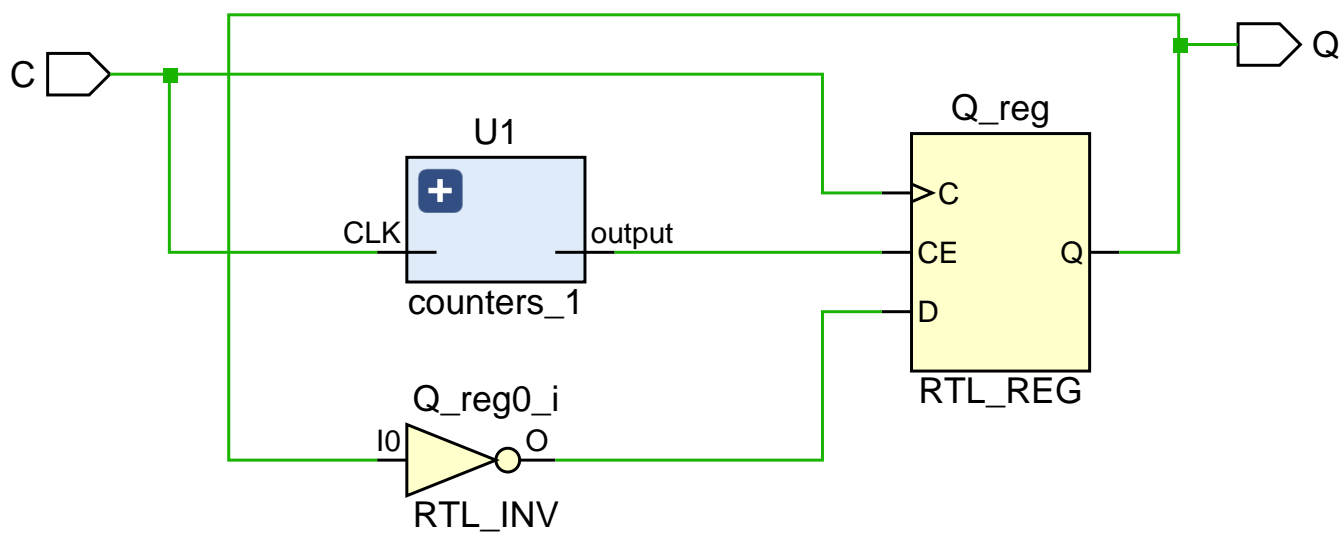 C
Q
U1
+
CLK
output
counters_1
Q_reg
C
CE
D
Q
RTL_REG
Q_reg0_i
I0
O
RTL_INV